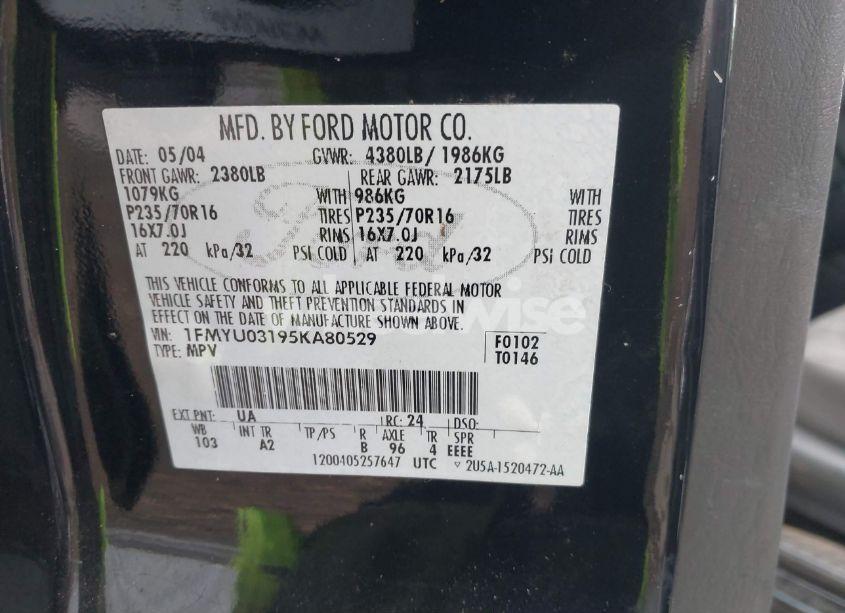 MFD. BY FORD MOTOR CO.
DATE: 05/04 GVWR: 4380LB/ 1986KG
FRONT GAWR: 2380LB REAR GAWR: 2175LB
1079KG WITH 986KG WITH
P235/70R16 TIRES P235/70R16 TIRES
16X7.0J RIMS 16X7.0J RIMS
AT 220 kPa/32 PSI COLD AT 220 kPa/32 PSI COLD
THIS VEHICLE CONFORMS TO ALL APPLICABLE FEDERAL MOTOR
VEHICLE SAFETY AND THEFT PREVENTION STANDARDS IN
EFFECT ON THE DATE OF MANUFACTURE SHOWN ABOVE.
VIN: 1FMYU03195KA80529 F0102
TYPE: MPV T0146
EXT PNT: UA RC: 24 DSO:
WB INT TR TP/PS R AXLE TR SPR
103 A2 B 96 4 EEEE
1200405257647 UTC ▽ 2U5A-1520472-AA
Ford